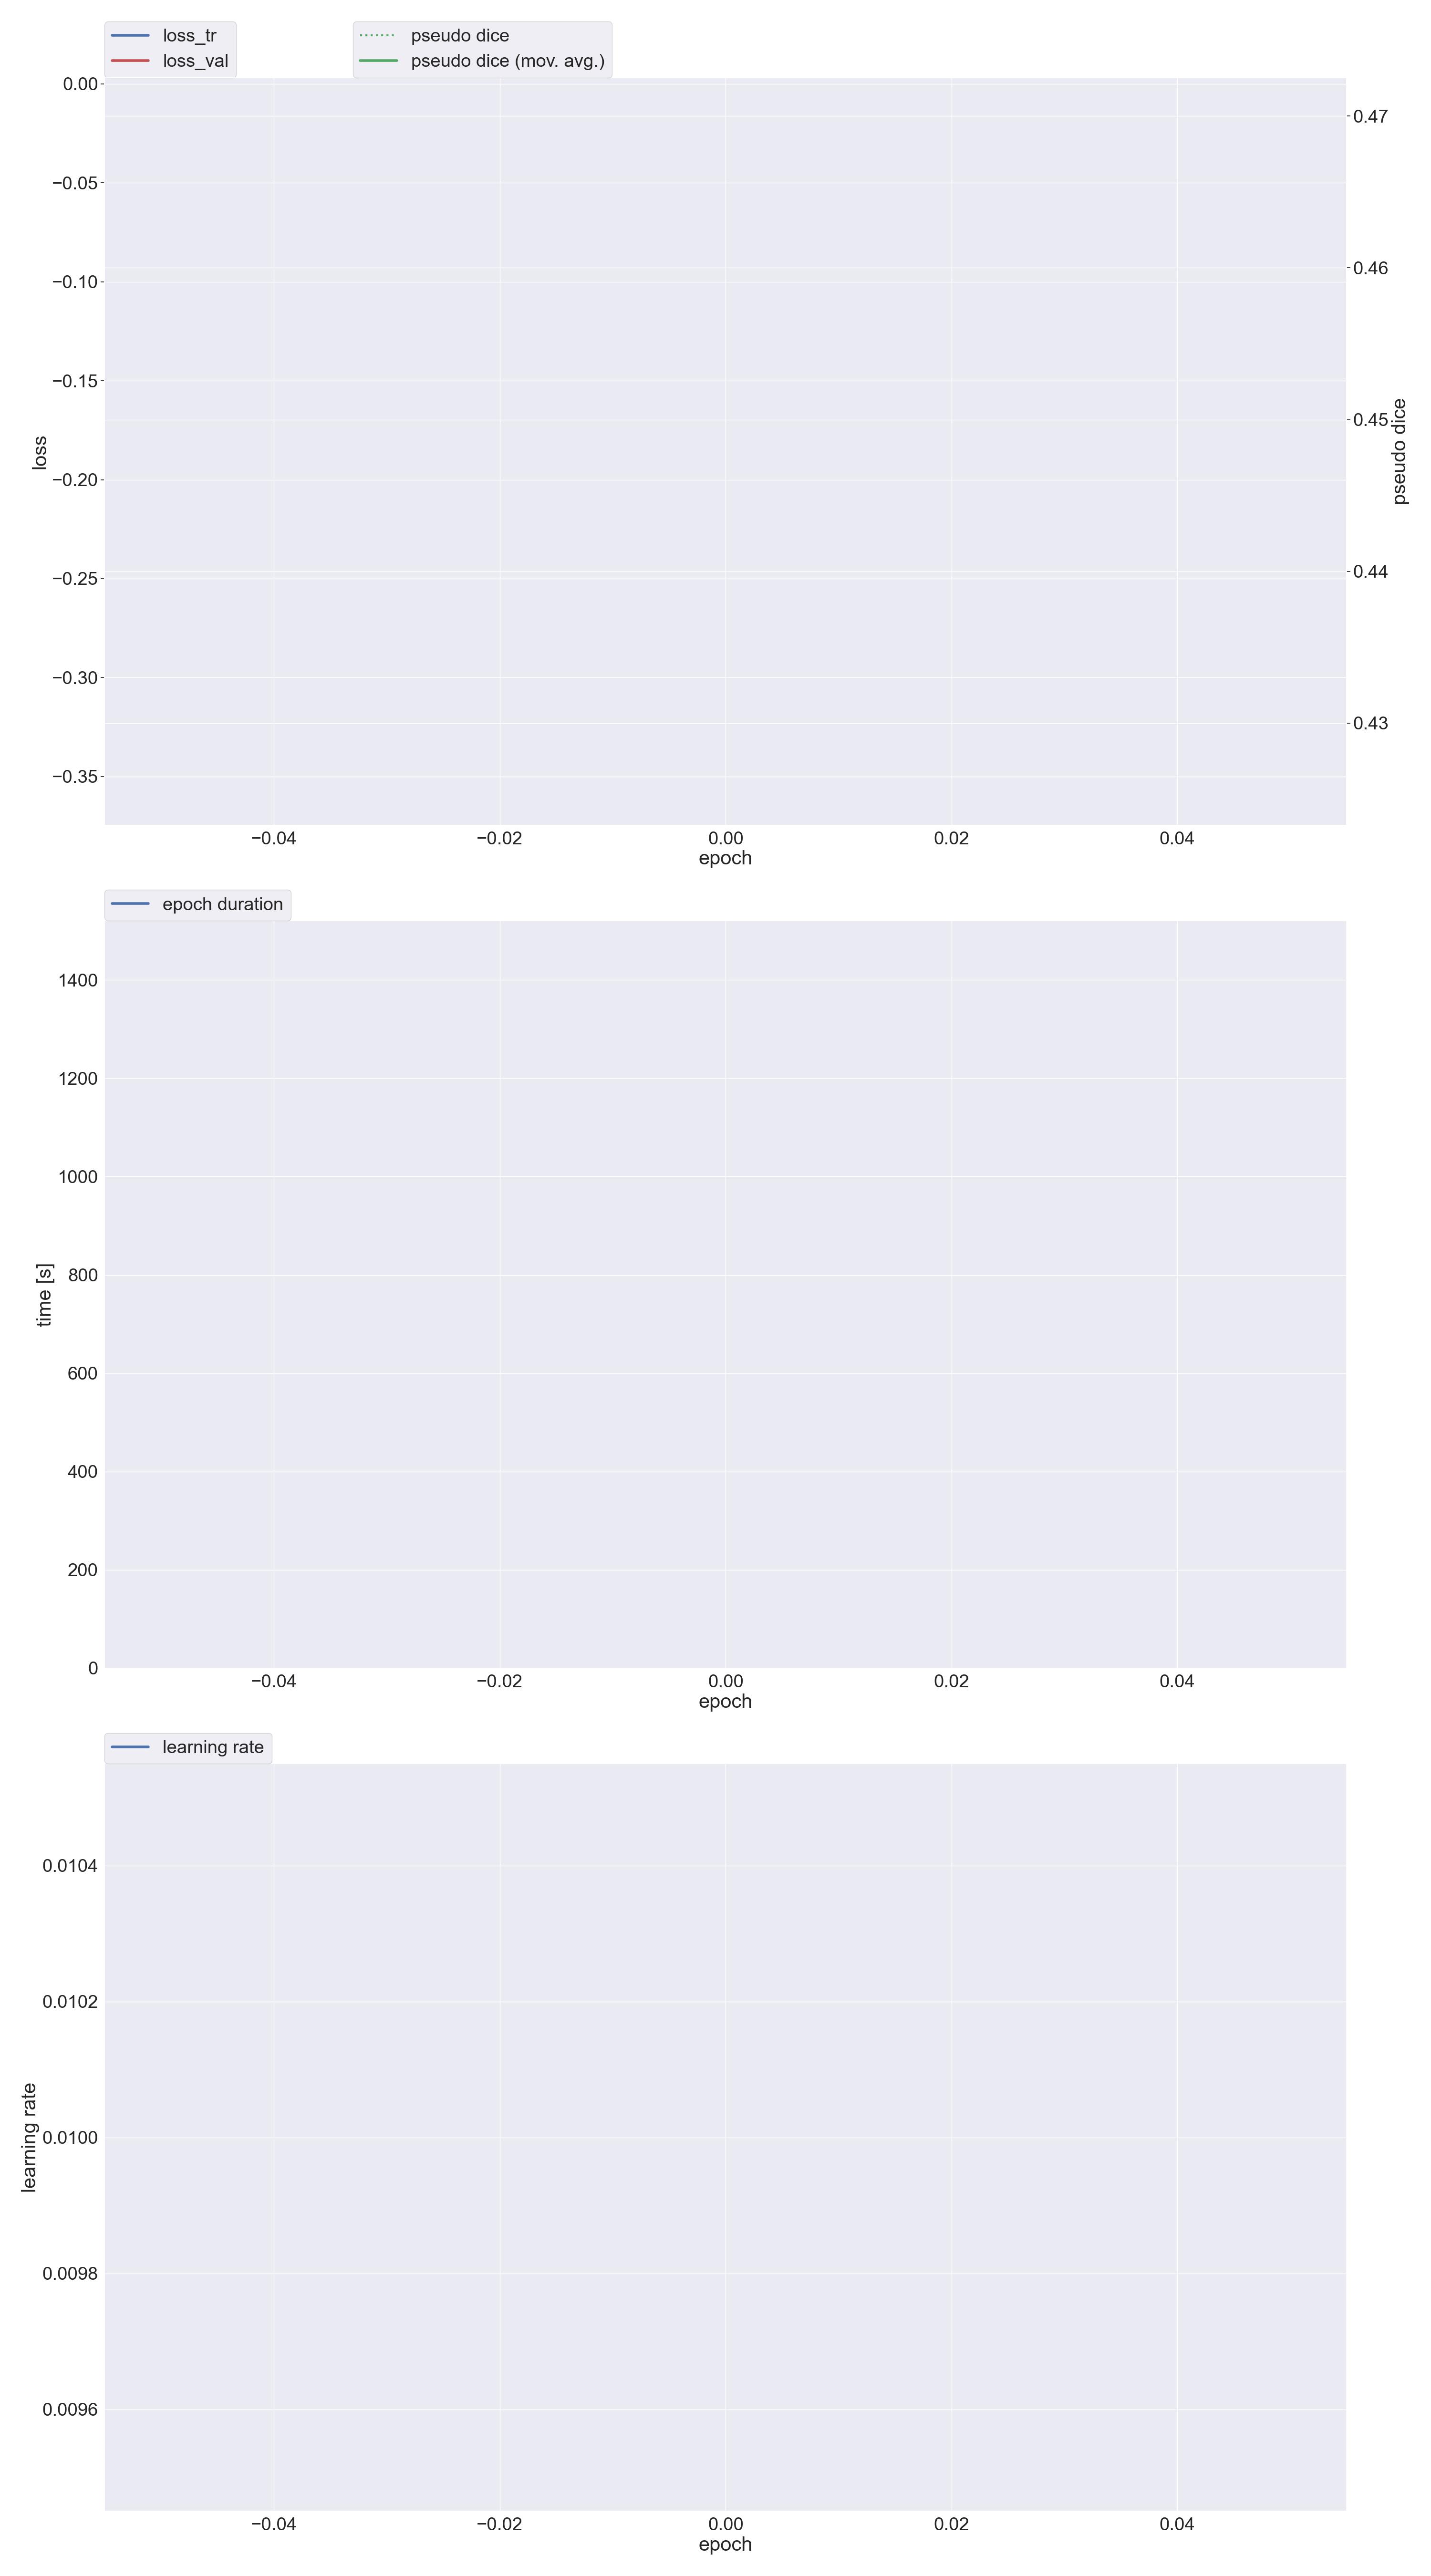 loss_tr
loss_val
pseudo dice
pseudo dice (mov. avg.)
0.00
−0.05
−0.10
−0.15
−0.20
−0.25
−0.30
−0.35
loss
0.47
0.46
0.45
0.44
0.43
pseudo dice
−0.04 −0.02 0.00 0.02 0.04
epoch
epoch duration
1400
1200
1000
800
600
400
200
0
time [s]
−0.04 −0.02 0.00 0.02 0.04
epoch
learning rate
0.0104
0.0102
0.0100
0.0098
0.0096
learning rate
−0.04 −0.02 0.00 0.02 0.04
epoch